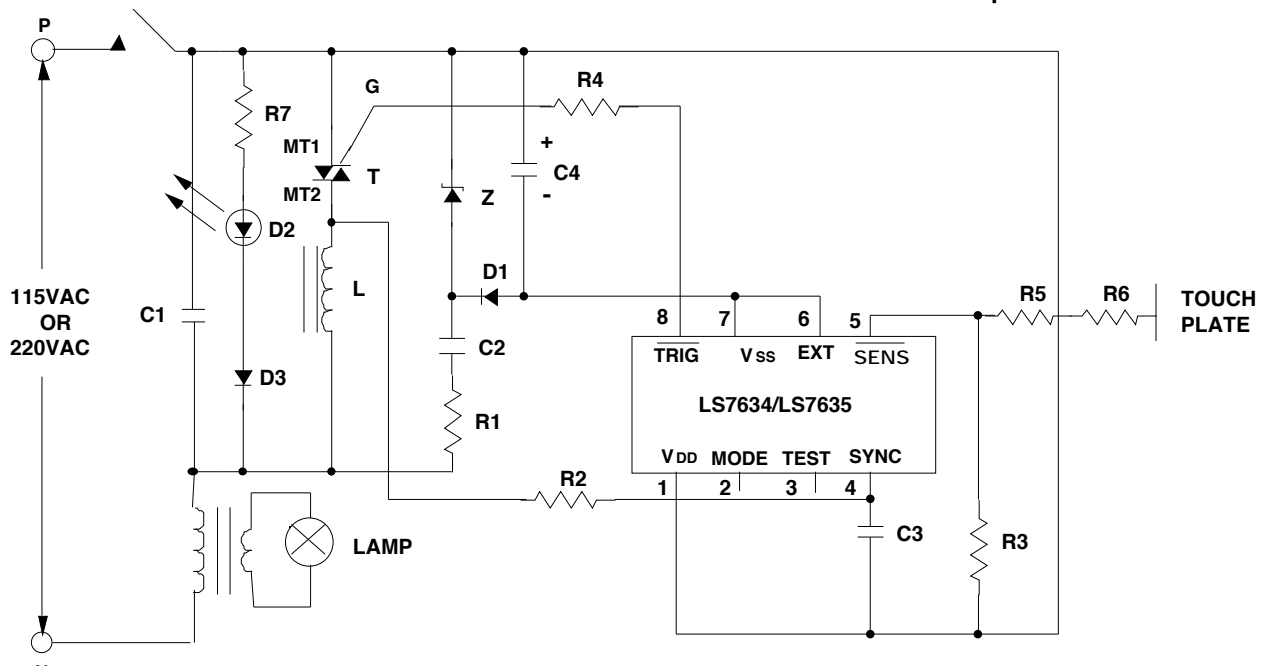 P
G
R4
R7
MT1
MT2
T
Z
+
C4
-
D2
115VAC
OR
220VAC
C1
L
D1
C2
D3
R1
8 7 6 5
TRIG VSS EXT SENS
LS7634/LS7635
VDD MODE TEST SYNC
1 2 3 4
R5 R6
TOUCH
PLATE
R2
C3
R3
LAMP